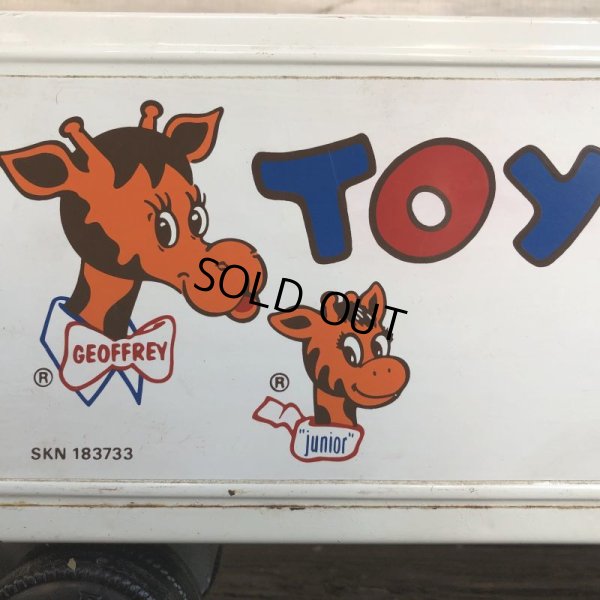 TOY
SOLD OUT
GEOFFREY
®
®
"junior"
SKN 183733